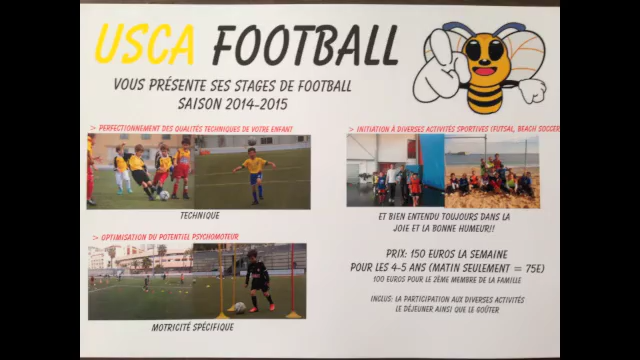 USCA FOOTBALL
VOUS PRÉSENTE SES STAGES DE FOOTBALL
SAISON 2014-2015
> PERFECTIONNEMENT DES QUALITÉS TECHNIQUES DE VOTRE ENFANT
TECHNIQUE
> OPTIMISATION DU POTENTIEL PSYCHOMOTEUR
MOTRICITÉ SPÉCIFIQUE
> INITIATION À DIVERSES ACTIVITÉS SPORTIVES (FUTSAL, BEACH SOCCER)
ET BIEN ENTENDU TOUJOURS DANS LA
JOIE ET LA BONNE HUMEUR!!
PRIX: 150 EUROS LA SEMAINE
POUR LES 4-5 ANS (MATIN SEULEMENT = 75€)
100 EUROS POUR LE 2ÈME MEMBRE DE LA FAMILLE
INCLUS: LA PARTICIPATION AUX DIVERSES ACTIVITÉS
LE DÉJEUNER AINSI QUE LE GOÛTER